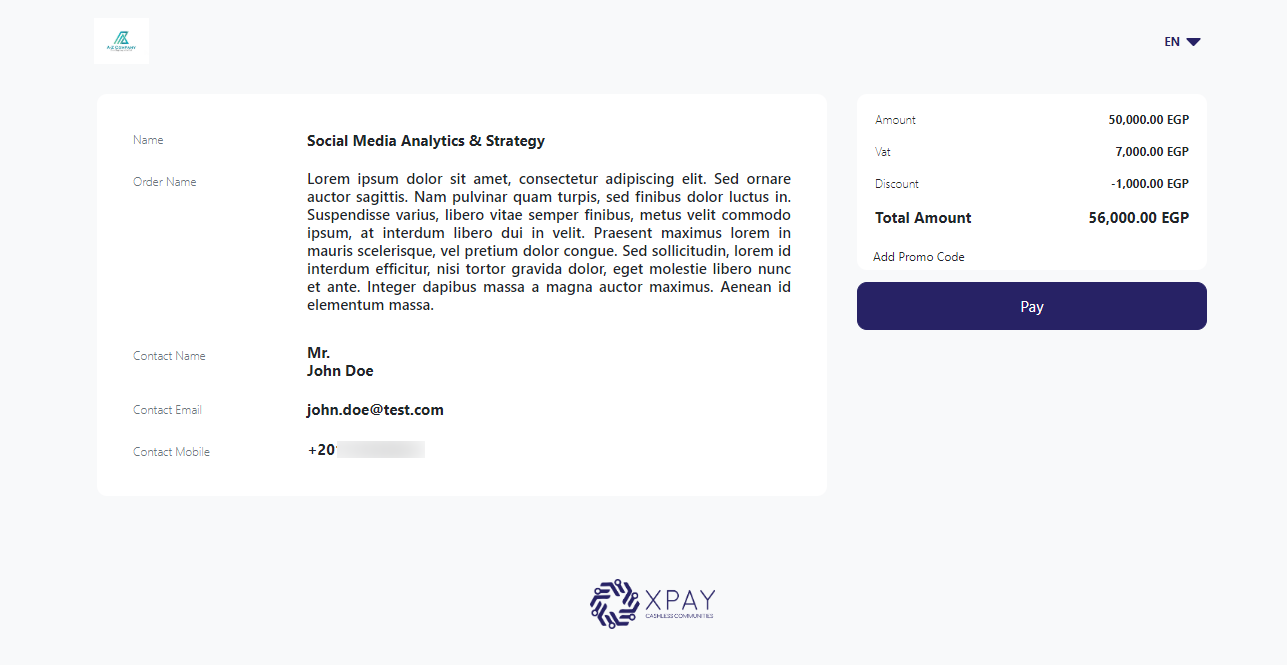 EN
Name
Social Media Analytics & Strategy
Order Name
Lorem ipsum dolor sit amet, consectetur adipiscing elit. Sed ornare
auctor sagittis. Nam pulvinar quam turpis, sed finibus dolor luctus in.
Suspendisse varius, libero vitae semper finibus, metus velit commodo
ipsum, at interdum libero dui in velit. Praesent maximus lorem in
mauris scelerisque, vel pretium dolor congue. Sed sollicitudin, lorem id
interdum efficitur, nisi tortor gravida dolor, eget molestie libero nunc
et ante. Integer dapibus massa a magna auctor maximus. Aenean id
elementum massa.
Contact Name
Mr.
John Doe
Contact Email
john.doe@test.com
Contact Mobile
+20
Amount 50,000.00 EGP
Vat 7,000.00 EGP
Discount -1,000.00 EGP
Total Amount 56,000.00 EGP
Add Promo Code
Pay
XPAY
CASHLESS COMMUNITIES